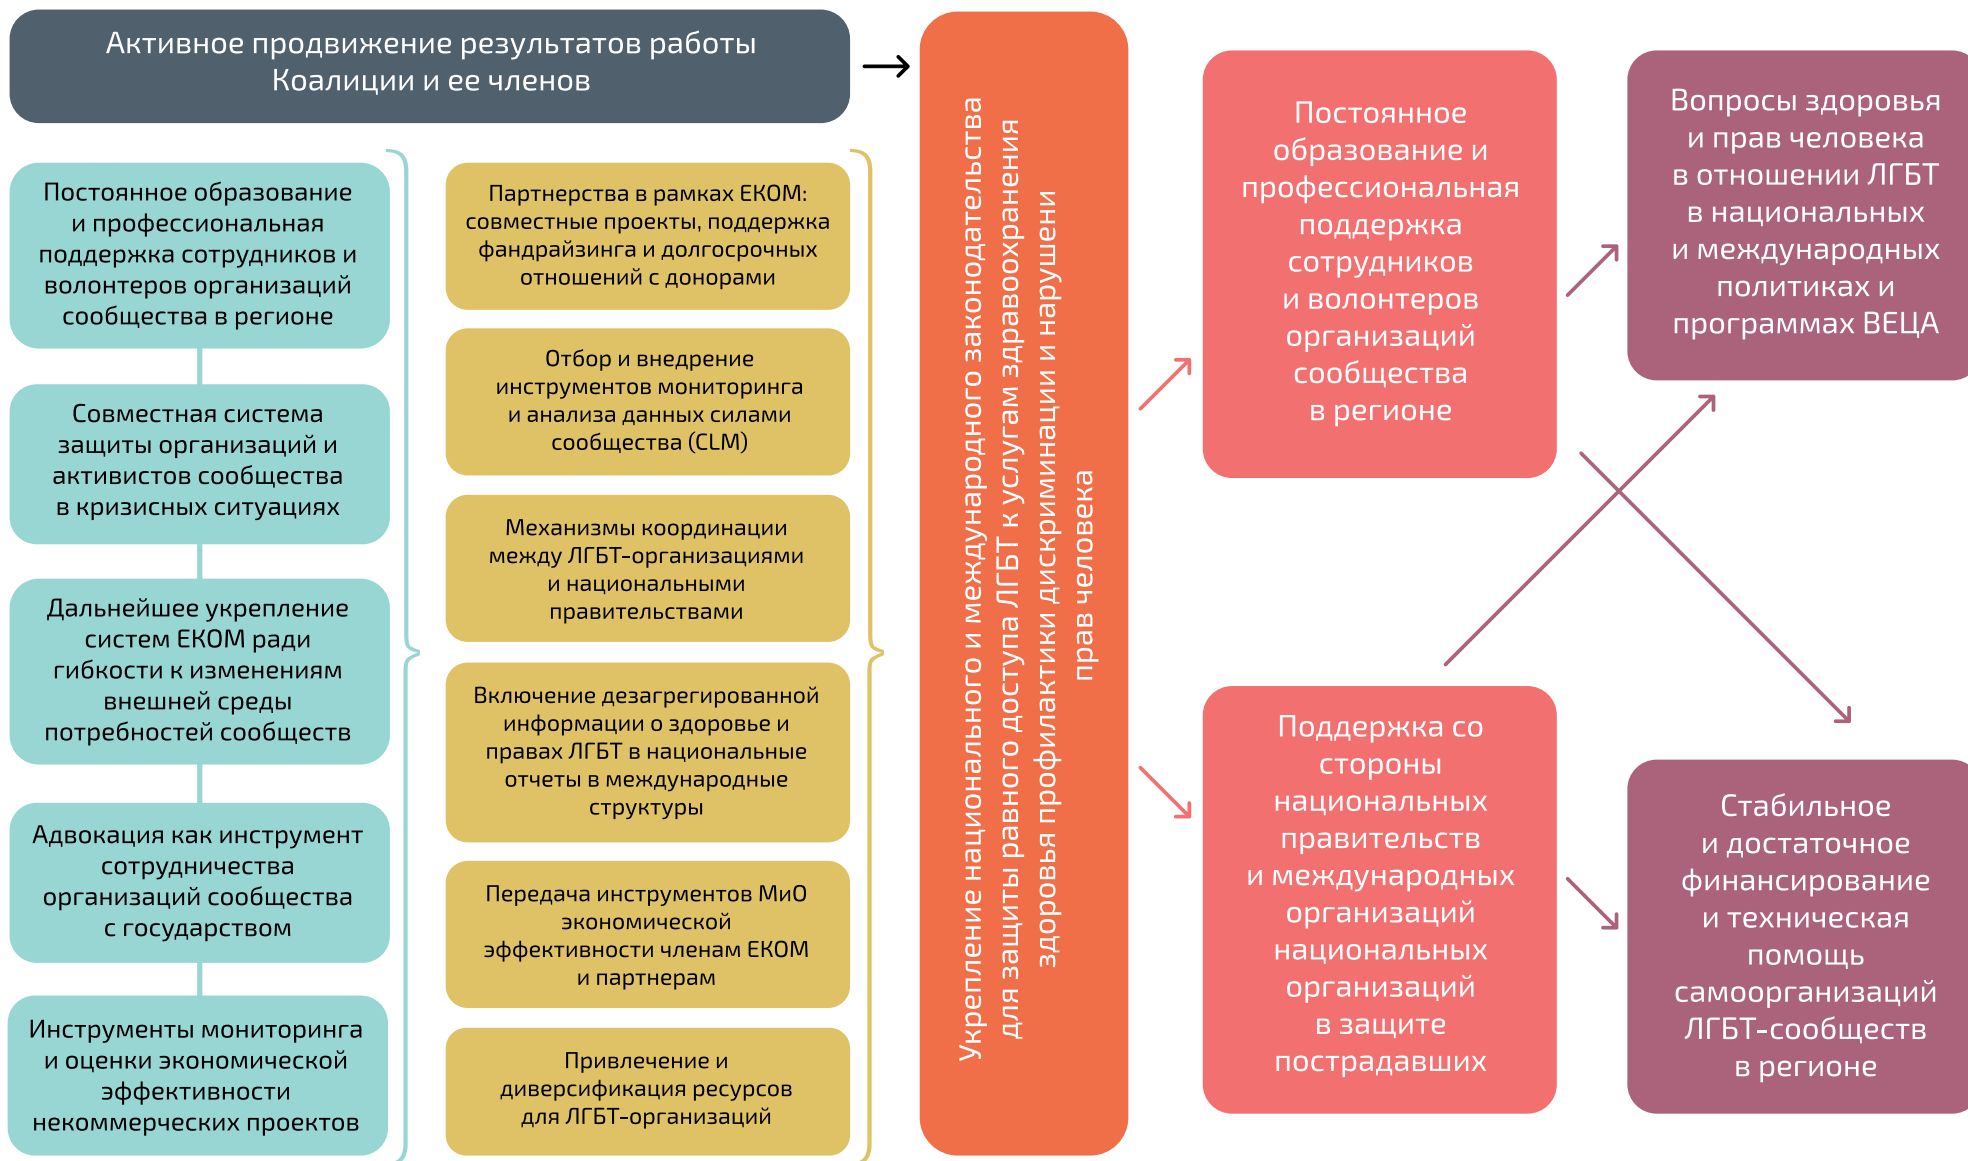 Активное продвижение результатов работы
Коалиции и ее членов
Постоянное образование
и профессиональная
поддержка сотрудников и
волонтеров организаций
сообщества в регионе
Совместная система
защиты организаций и
активистов сообщества
в кризисных ситуациях
Дальнейшее укрепление
систем ЕКОМ ради
гибкости к изменениям
внешней среды
потребностей сообществ
Адвокация как инструмент
сотрудничества
организаций сообщества
с государством
Инструменты мониторинга
и оценки экономической
эффективности
некоммерческих проектов
Партнерства в рамках ЕКОМ:
совместные проекты, поддержка
фандрайзинга и долгосрочных
отношений с донорами
Отбор и внедрение
инструментов мониторинга
и анализа данных силами
сообщества (CLM)
Механизмы координации
между ЛГБТ-организациями
и национальными
правительствами
Включение дезагрегированной
информации о здоровье и
правах ЛГБТ в национальные
отчеты в международные
структуры
Передача инструментов МиО
экономической
эффективности членам ЕКОМ
и партнерам
Привлечение и
диверсификация ресурсов
для ЛГБТ-организаций
Укрепление национального и международного законодательства
для защиты равного доступа ЛГБТ к услугам здравоохранения
здоровья профилактики дискриминации и нарушени
прав человека
Постоянное
образование и
профессиональная
поддержка
сотрудников
и волонтеров
организаций
сообщества
в регионе
Поддержка со
стороны
национальных
правительств
и международных
организаций
национальных
организаций
в защите
пострадавших
Вопросы здоровья
и прав человека
в отношении ЛГБТ
в национальных
и международных
политиках и
программах ВЕЦА
Стабильное
и достаточное
финансирование
и техническая
помощь
самоорганизаций
ЛГБТ-сообществ
в регионе